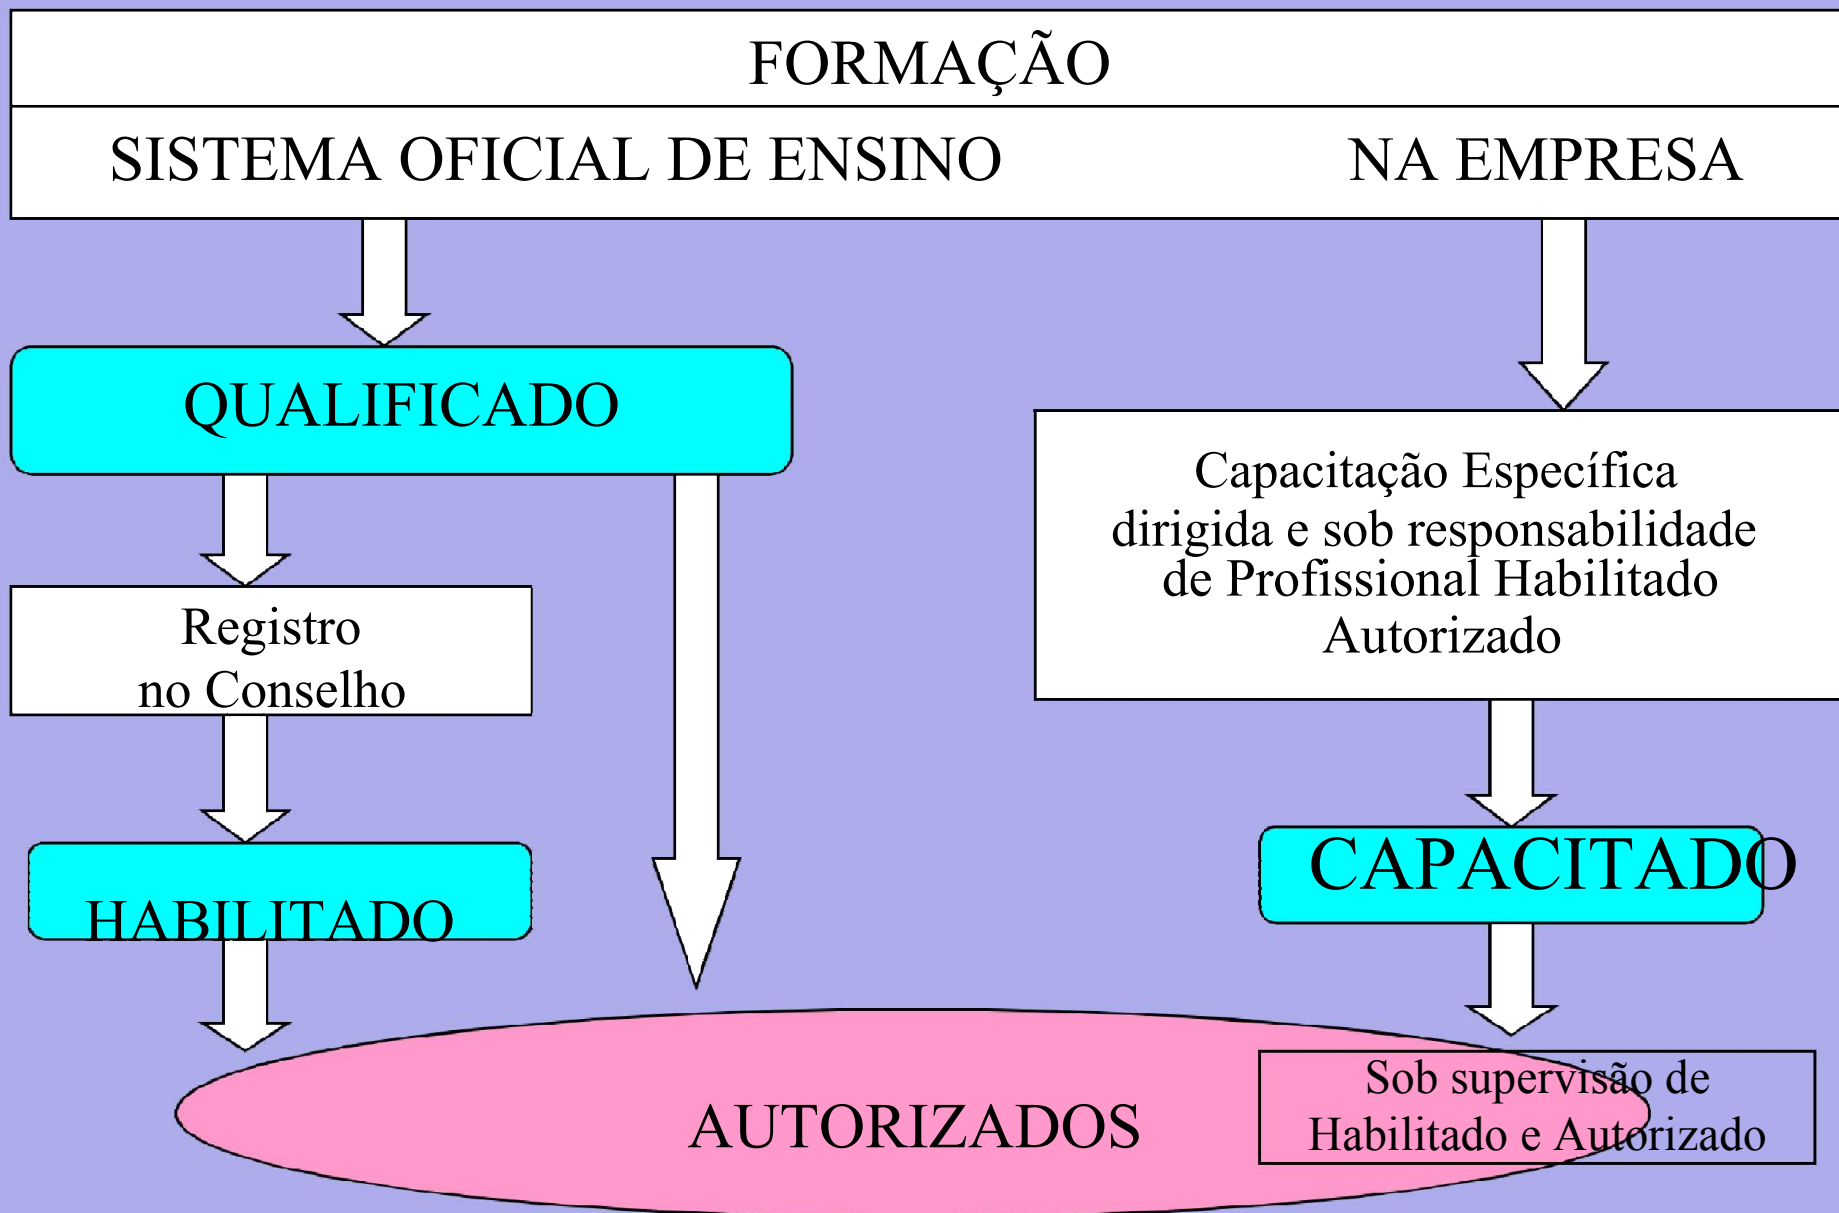 FORMAÇÃO
SISTEMA OFICIAL DE ENSINO
NA EMPRESA
QUALIFICADO
Registro
no Conselho
HABILITADO
Capacitação Específica
dirigida e sob responsabilidade
de Profissional Habilitado
Autorizado
CAPACITADO
Sob supervisão de
Habilitado e Autorizado
AUTORIZADOS